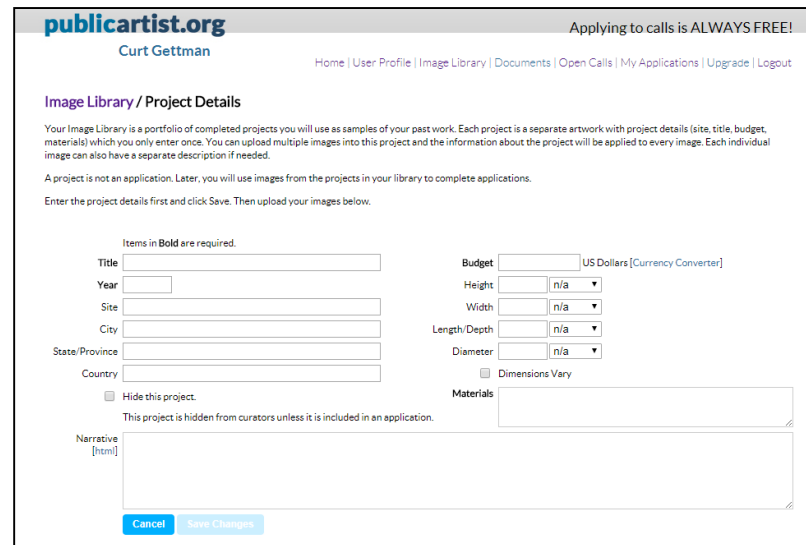 publicartist.org
Applying to calls is ALWAYS FREE!
Curt Gettman
Home | User Profile | Image Library | Documents | Open Calls | My Applications | Upgrade | Logout
Image Library / Project Details
Your Image Library is a portfolio of completed projects you will use as samples of your past work. Each project is a separate artwork with project details (site, title, budget,
materials) which you only enter once. You can upload multiple images into this project and the information about the project will be applied to every image. Each individual
image can also have a separate description if needed.
A project is not an application. Later, you will use images from the projects in your library to complete applications.
Enter the project details first and click Save. Then upload your images below.
Items in Bold are required.
Title
Budget US Dollars [Currency Converter]
Year
Height n/a
Site
Width n/a
City
Length/Depth n/a
State/Province
Diameter n/a
Country
Dimensions Vary
Hide this project.
Materials
This project is hidden from curators unless it is included in an application.
Narrative
[html]
Cancel Save Changes